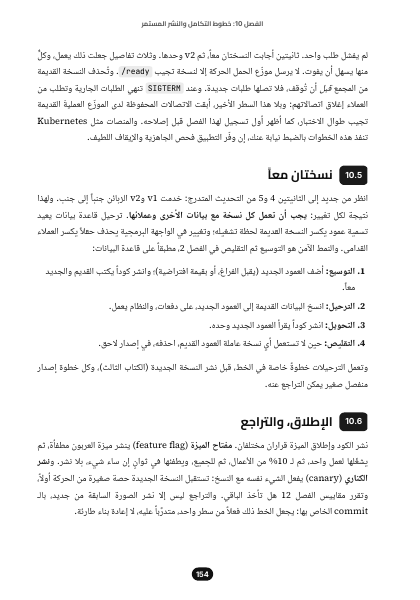 الفصل 10: خطوط التكامل والنشر المستمر
لم يفشل طلب واحد. ثانيتين أجابت النسختان معاً، ثم v2 وحدها. وثلاث تفاصيل جعلت ذلك يعمل، وكلٌّ
منها يسهل أن يفوت. لا يرسل موزّع الحمل الحركة إلا لنسخة تجيب /ready. وتُحذف النسخة القديمة
من المجمع قبل أن تُوقف، فلا تصلها طلبات جديدة. وعند SIGTERM تنهي الطلبات الجارية وتطلب من
العملاء إغلاق اتصالاتهم: وبلا هذا السطر الأخير، أبقت الاتصالات المحفوظة لدى الموزع العملية القديمة
تجيب طوال الاختبار، كما أظهر أول تسجيل لهذا الفصل قبل إصلاحه. والمنصات مثل Kubernetes
تنفذ هذه الخطوات بالضبط نيابة عنك، إن وفّر التطبيق فحص الجاهزية والإيقاف اللطيف.
10.5 نسختان معاً
انظر من جديد إلى الثانيتين 4 و5 من التحديث المتدرج: خدمت v1 وv2 الزبائن جنباً إلى جنب. ولهذا
نتيجة لكل تغيير: يجب أن تعمل كل نسخة مع بيانات الأخرى وعملائها. ترحيل قاعدة بيانات يعيد
تسمية عمود يكسر النسخة القديمة لحظة تشغيله؛ وتغيير في الواجهة البرمجية يحذف حقلاً يكسر العملاء
القدامى. والنمط الآمن هو التوسيع ثم التقليص في الفصل 2، مطبقاً على قاعدة البيانات:
1. التوسيع: أضف العمود الجديد (يقبل الفراغ، أو بقيمة افتراضية)؛ وانشر كوداً يكتب القديم والجديد
معاً.
2. الترحيل: انسخ البيانات القديمة إلى العمود الجديد، على دفعات، والنظام يعمل.
3. التحويل: انشر كوداً يقرأ العمود الجديد وحده.
4. التقليص: حين لا تستعمل أي نسخة عاملة العمود القديم، احذفه، في إصدار لاحق.
وتعمل الترحيلات خطوةً خاصة في الخط، قبل نشر النسخة الجديدة (الكتاب الثالث)، وكل خطوة إصدار
منفصل صغير يمكن التراجع عنه.
10.6 الإطلاق، والتراجع
نشر الكود وإطلاق الميزة قراران مختلفان. مفتاح الميزة (feature flag) ينشر ميزة العربون مطفأة، ثم
يشغّلها لعمل واحد، ثم لـ 10% من الأعمال، ثم للجميع، ويطفئها في ثوانٍ إن ساء شيء، بلا نشر. ونشر
الكناري (canary) يفعل الشيء نفسه مع النسخ: تستقبل النسخة الجديدة حصة صغيرة من الحركة أولاً،
وتقرر مقاييس الفصل 12 هل تأخذ الباقي. والتراجع ليس إلا نشر الصورة السابقة من جديد، بالـ
commit الخاص بها: يجعل الخط ذلك فعلاً من سطر واحد، متدرَّباً عليه، لا إعادة بناء طارئة.
154